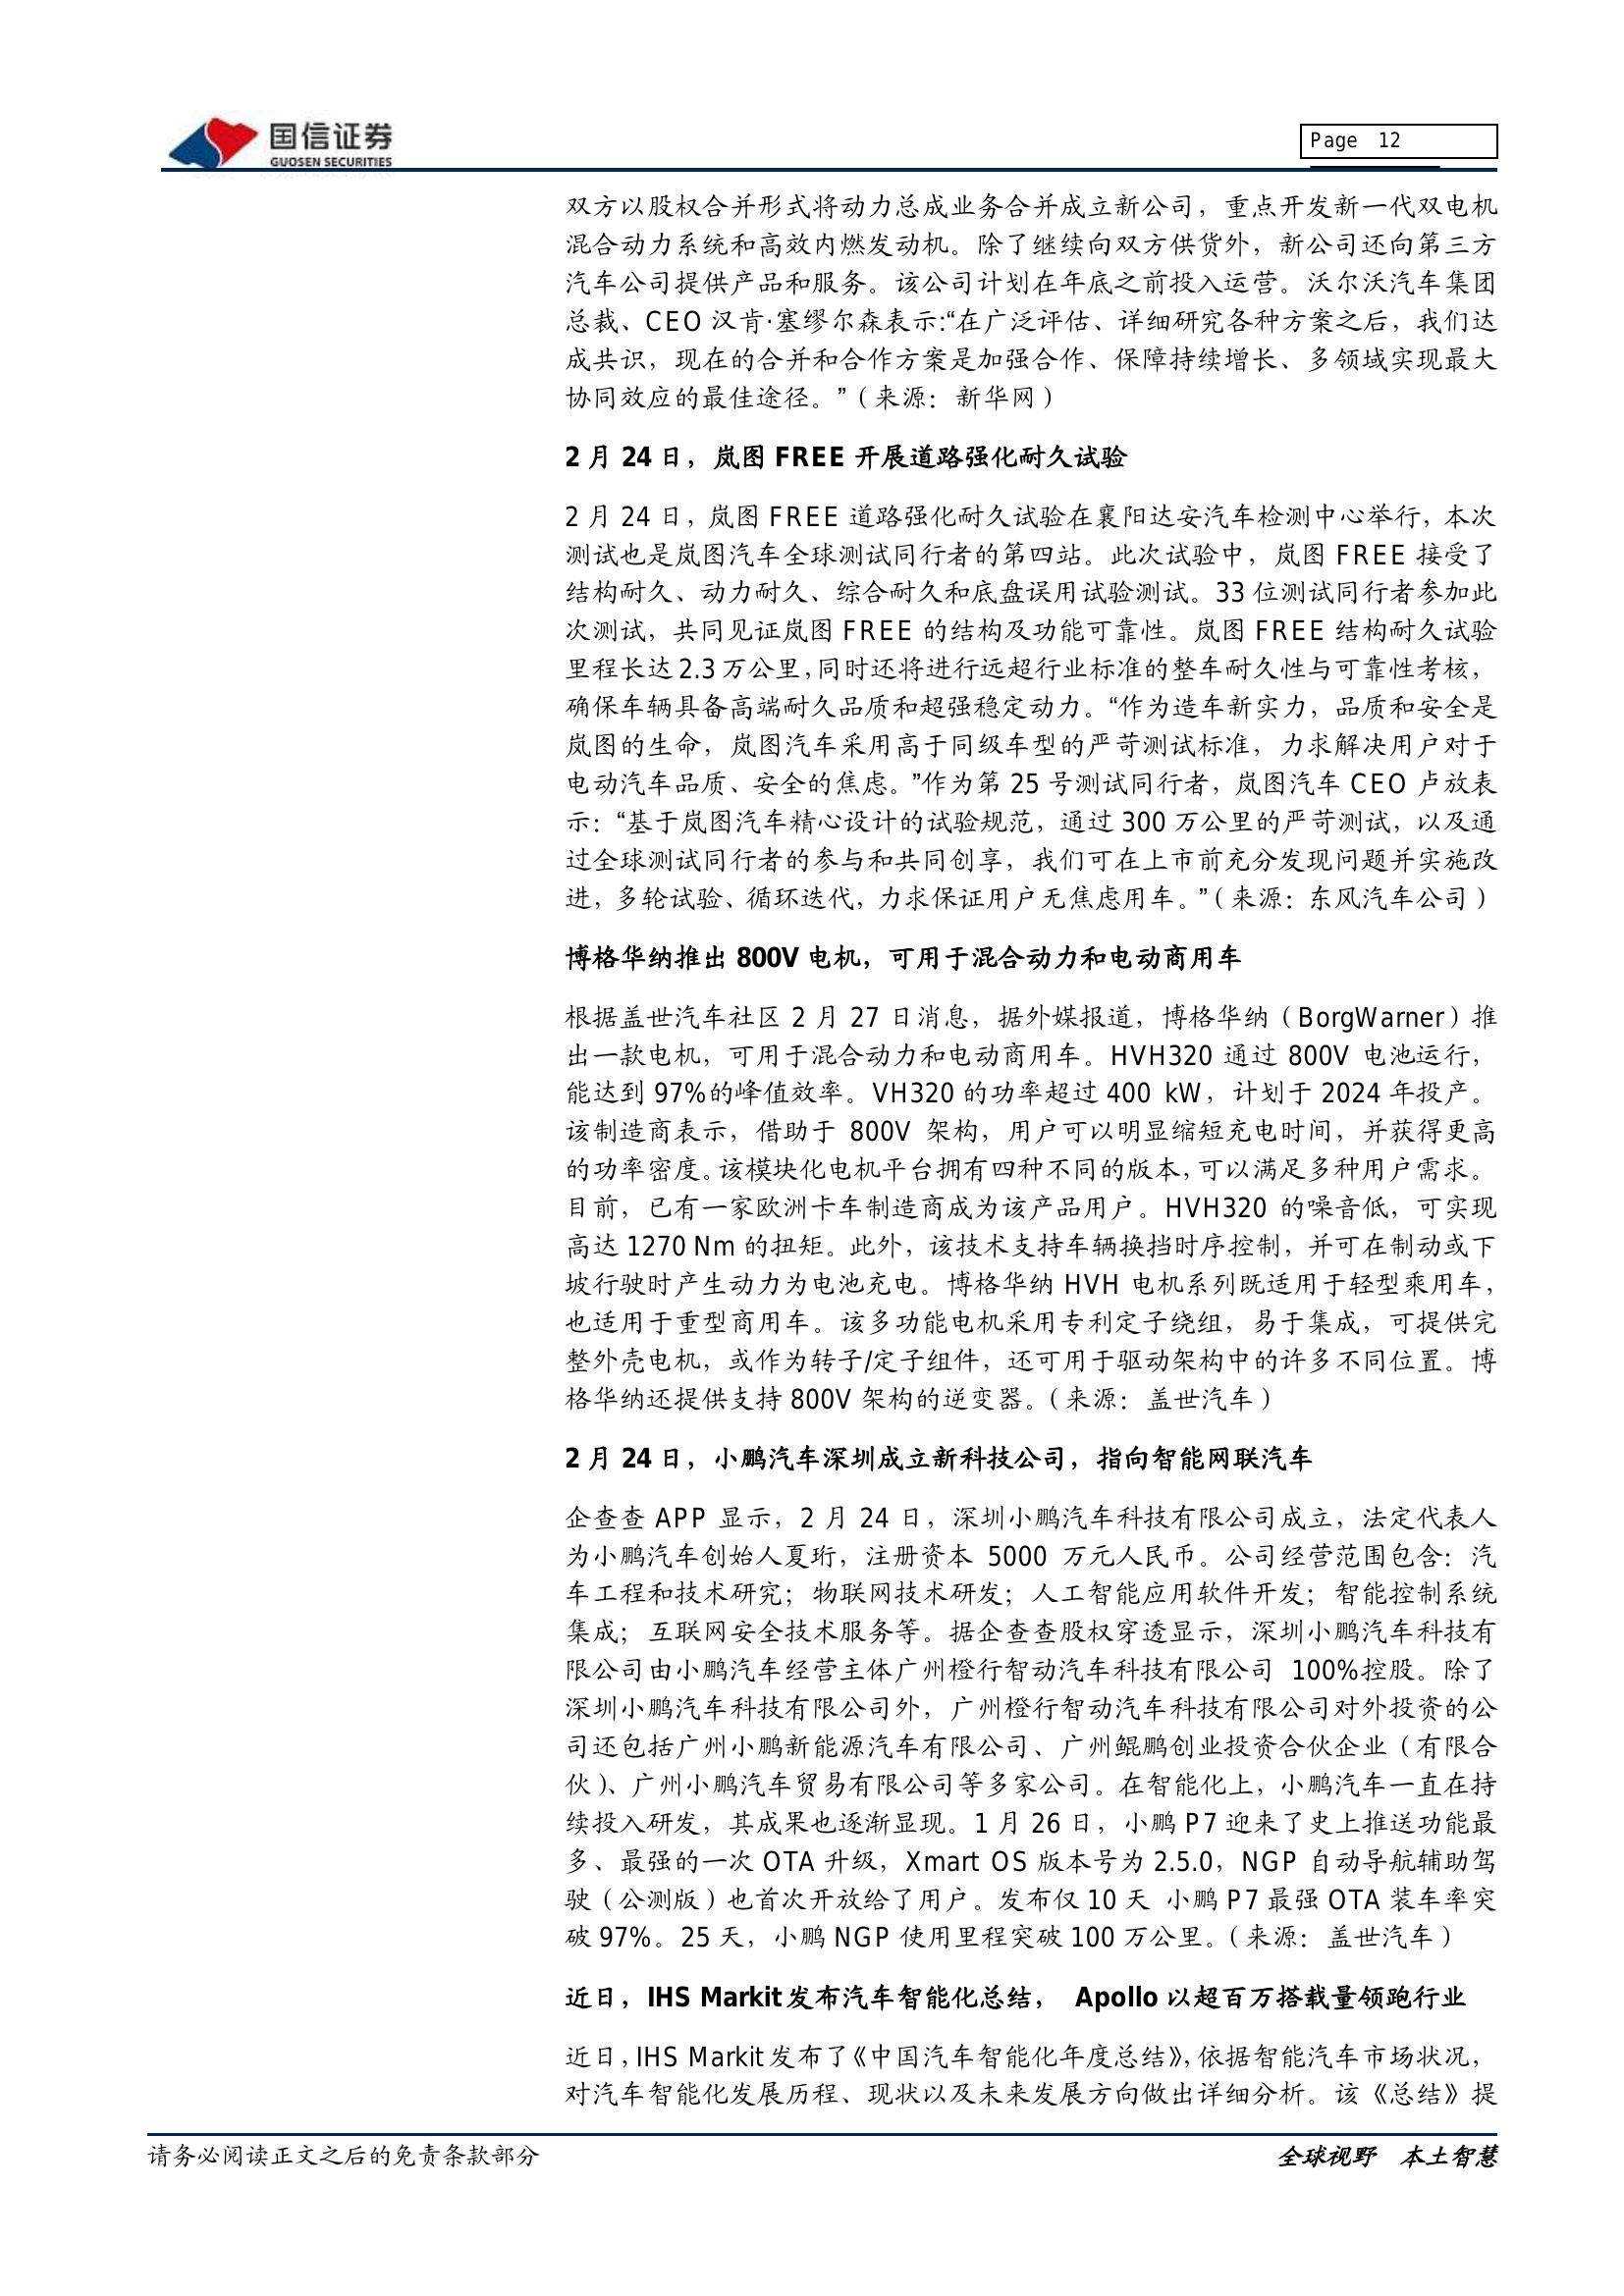 国信证券
GUOSEN SECURITIES
Page 12
双方以股权合并形式将动力总成业务合并成立新公司，重点开发新一代双电机
混合动力系统和高效内燃发动机。除了继续向双方供货外，新公司还向第三方
汽车公司提供产品和服务。该公司计划在年底之前投入运营。沃尔沃汽车集团
总裁、CEO 汉肯·塞缪尔森表示:“在广泛评估、详细研究各种方案之后，我们达
成共识，现在的合并和合作方案是加强合作、保障持续增长、多领域实现最大
协同效应的最佳途径。”（来源：新华网）
2 月 24 日，岚图 FREE 开展道路强化耐久试验
2 月 24 日，岚图 FREE 道路强化耐久试验在襄阳达安汽车检测中心举行，本次
测试也是岚图汽车全球测试同行者的第四站。此次试验中，岚图 FREE 接受了
结构耐久、动力耐久、综合耐久和底盘误用试验测试。33 位测试同行者参加此
次测试，共同见证岚图 FREE 的结构及功能可靠性。岚图 FREE 结构耐久试验
里程长达 2.3 万公里，同时还将进行远超行业标准的整车耐久性与可靠性考核，
确保车辆具备高端耐久品质和超强稳定动力。“作为造车新实力，品质和安全是
岚图的生命，岚图汽车采用高于同级车型的严苛测试标准，力求解决用户对于
电动汽车品质、安全的焦虑。”作为第 25 号测试同行者，岚图汽车 CEO 卢放表
示：“基于岚图汽车精心设计的试验规范，通过 300 万公里的严苛测试，以及通
过全球测试同行者的参与和共同创享，我们可在上市前充分发现问题并实施改
进，多轮试验、循环迭代，力求保证用户无焦虑用车。”（来源：东风汽车公司）
博格华纳推出 800V 电机，可用于混合动力和电动商用车
根据盖世汽车社区 2 月 27 日消息，据外媒报道，博格华纳（BorgWarner）推
出一款电机，可用于混合动力和电动商用车。HVH320 通过 800V 电池运行，
能达到 97%的峰值效率。VH320 的功率超过 400 kW，计划于 2024 年投产。
该制造商表示，借助于 800V 架构，用户可以明显缩短充电时间，并获得更高
的功率密度。该模块化电机平台拥有四种不同的版本，可以满足多种用户需求。
目前，已有一家欧洲卡车制造商成为该产品用户。HVH320 的噪音低，可实现
高达 1270 Nm 的扭矩。此外，该技术支持车辆换挡时序控制，并可在制动或下
坡行驶时产生动力为电池充电。博格华纳 HVH 电机系列既适用于轻型乘用车，
也适用于重型商用车。该多功能电机采用专利定子绕组，易于集成，可提供完
整外壳电机，或作为转子/定子组件，还可用于驱动架构中的许多不同位置。博
格华纳还提供支持 800V 架构的逆变器。（来源：盖世汽车）
2 月 24 日，小鹏汽车深圳成立新科技公司，指向智能网联汽车
企查查 APP 显示，2 月 24 日，深圳小鹏汽车科技有限公司成立，法定代表人
为小鹏汽车创始人夏珩，注册资本 5000 万元人民币。公司经营范围包含：汽
车工程和技术研究；物联网技术研发；人工智能应用软件开发；智能控制系统
集成；互联网安全技术服务等。据企查查股权穿透显示，深圳小鹏汽车科技有
限公司由小鹏汽车经营主体广州橙行智动汽车科技有限公司 100%控股。除了
深圳小鹏汽车科技有限公司外，广州橙行智动汽车科技有限公司对外投资的公
司还包括广州小鹏新能源汽车有限公司、广州鲲鹏创业投资合伙企业（有限合
伙）、广州小鹏汽车贸易有限公司等多家公司。在智能化上，小鹏汽车一直在持
续投入研发，其成果也逐渐显现。1 月 26 日，小鹏 P7 迎来了史上推送功能最
多、最强的一次 OTA 升级，Xmart OS 版本号为 2.5.0，NGP 自动导航辅助驾
驶（公测版）也首次开放给了用户。发布仅 10 天 小鹏 P7 最强 OTA 装车率突
破 97%。25 天，小鹏 NGP 使用里程突破 100 万公里。（来源：盖世汽车）
近日，IHS Markit 发布汽车智能化总结， Apollo 以超百万搭载量领跑行业
近日，IHS Markit 发布了《中国汽车智能化年度总结》，依据智能汽车市场状况，
对汽车智能化发展历程、现状以及未来发展方向做出详细分析。该《总结》提
请务必阅读正文之后的免责条款部分
全球视野 本土智慧